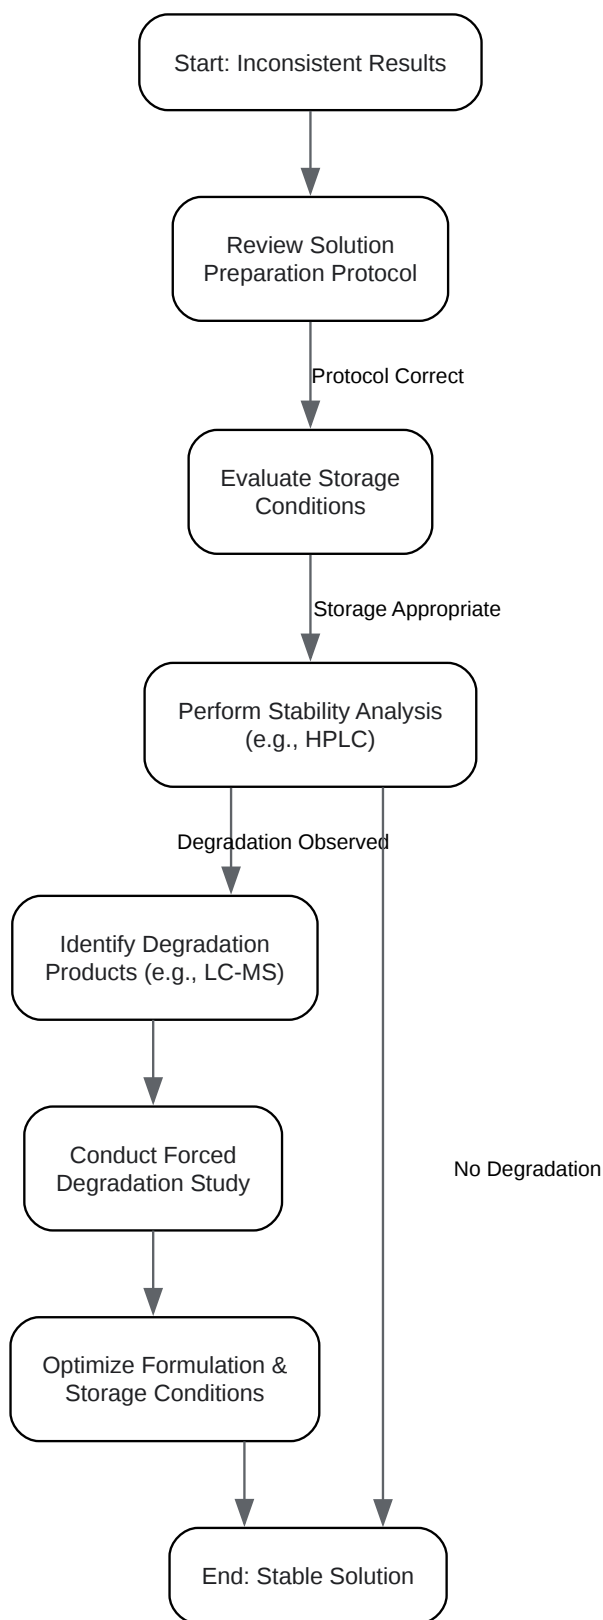 Start: Inconsistent Results
Review Solution
Preparation Protocol
Protocol Correct
Evaluate Storage
Conditions
Storage Appropriate
Perform Stability Analysis
(e.g., HPLC)
Degradation Observed
Identify Degradation
Products (e.g., LC-MS)
Conduct Forced
Degradation Study
No Degradation
Optimize Formulation &
Storage Conditions
End: Stable Solution